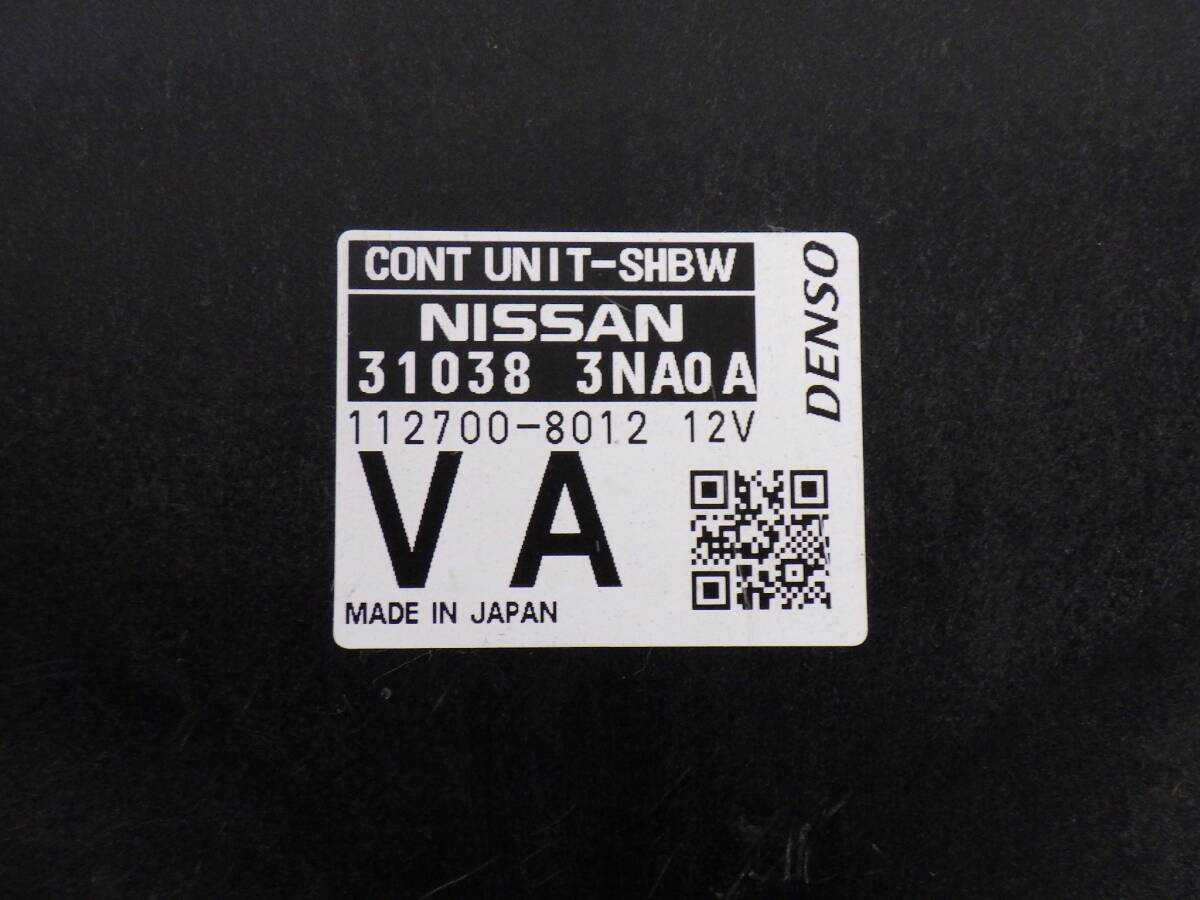 CONT UNIT-SHBW
NISSAN
31038 3NA0A
112700-8012 12V
VA
MADE IN JAPAN
DENSO